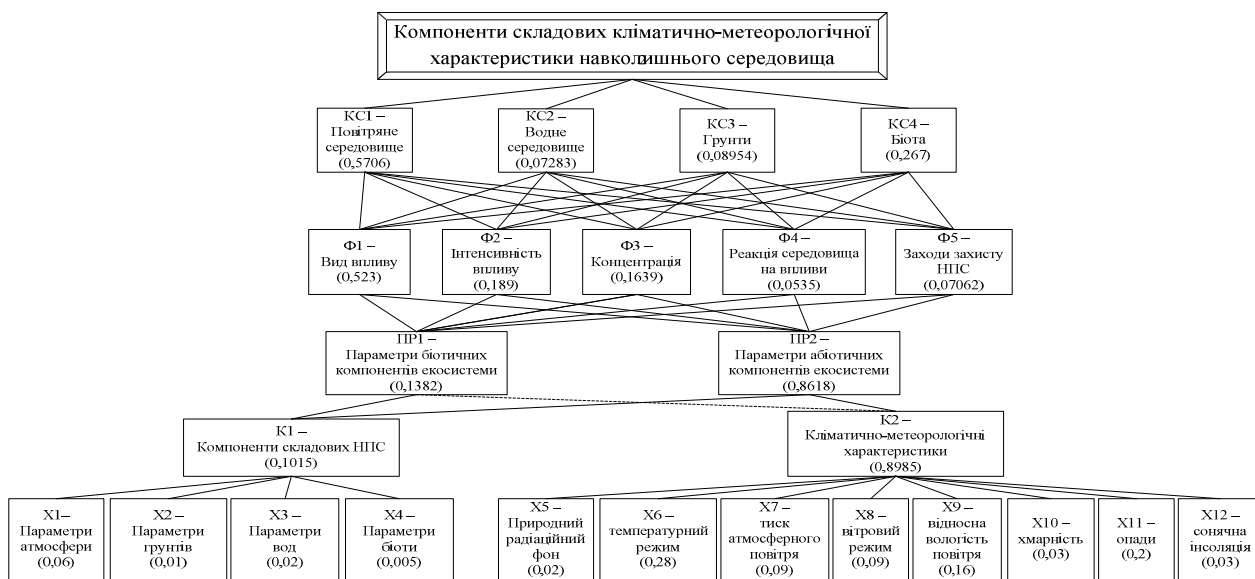 Компоненти складових кліматично-метеорологічної
характеристики навколишнього середовища
КС1 –
Повітряне
середовище
(0,5706)
КС2 –
Водне
середовище
(0,07283)
КС3 –
Грунти
(0,08954)
КС4 –
Біота
(0,267)
Ф1 –
Вид впливу
(0,523)
Ф2 –
Інтенсивність
впливу
(0,189)
Ф3 –
Концентрація
(0,1639)
Ф4 –
Реакція середовища
на впливи
(0,0535)
Ф5 –
Заходи захисту
НПС
(0,07062)
ПР1 –
Параметри біотичних
компонентів екосистеми
(0,1382)
ПР2 –
Параметри абіотичних
компонентів екосистеми
(0,8618)
К1 –
Компоненти складових НПС
(0,1015)
К2 –
Кліматично-метеорологічні
характеристики
(0,8985)
Х1 –
Параметри
атмосфери
(0,06)
Х2 –
Параметри
грунтів
(0,01)
Х3 –
Параметри
вод
(0,02)
Х4 –
Параметри
біоти
(0,005)
Х5 –
Природний
радіаційний
фон
(0,02)
Х6 –
температурний
режим
(0,28)
Х7 –
тиск
атмосферного
повітря
(0,09)
Х8 –
вітровий
режим
(0,09)
Х9 –
відносна
вологість
повітря
(0,16)
Х10 –
хмарність
(0,03)
Х11 –
опади
(0,2)
Х12 –
сонячна
інсоляція
(0,03)